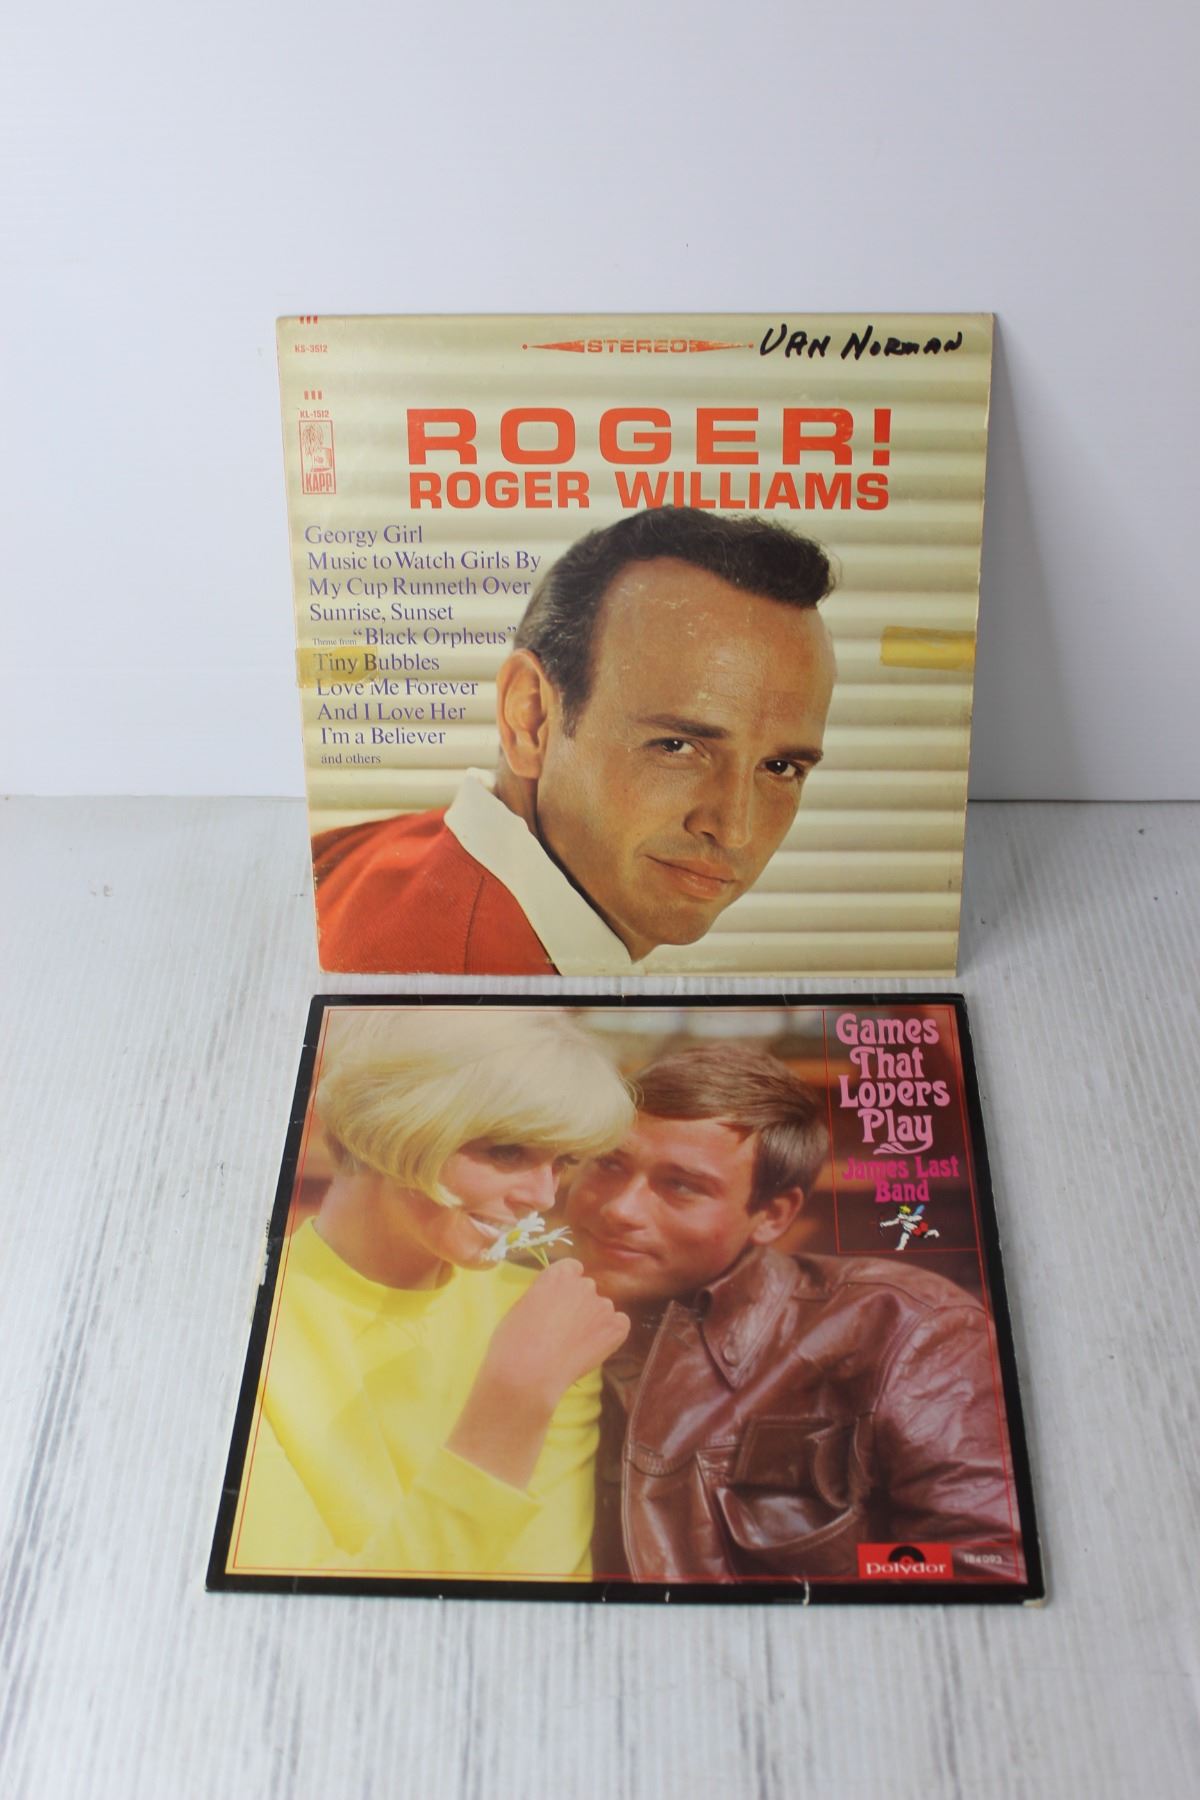 KS-3512
STEREO
VAN NORMAN
KL-1512
KAPP
ROGER!
ROGER WILLIAMS
Georgy Girl
Music to Watch Girls By
My Cup Runneth Over
Sunrise, Sunset
Theme from "Black Orpheus"
Tiny Bubbles
Love Me Forever
And I Love Her
I'm a Believer
and others
Games
That
Lovers
Play
James Last
Band
polydor
184 093